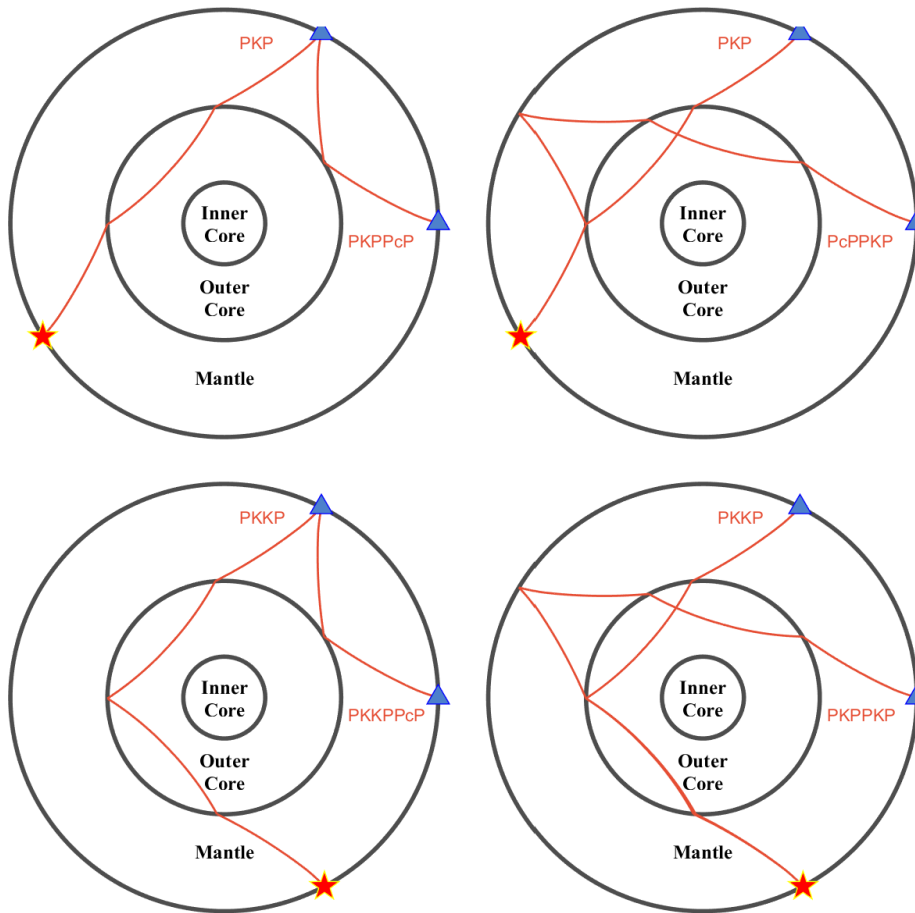 PKP
Inner
Core
PKPPcP
Outer
Core
Mantle
PKP
Inner
Core
PcPPKP
Outer
Core
Mantle
PKKP
Inner
Core
PKKPPcP
Outer
Core
Mantle
PKKP
Inner
Core
PKPPKP
Outer
Core
Mantle